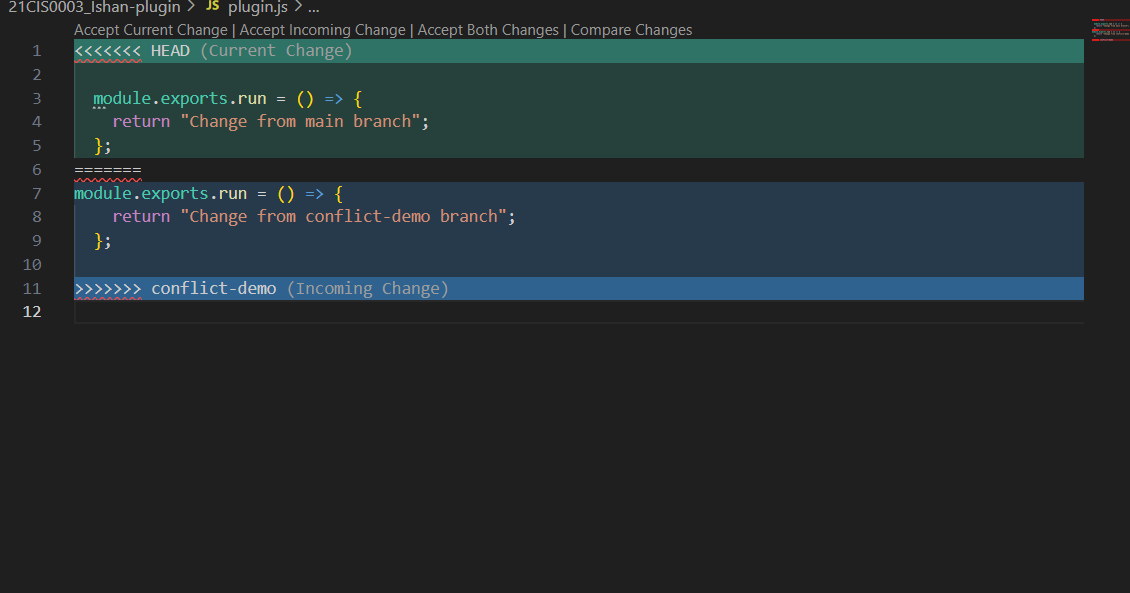 21CIS0003_Ishan-plugin > JS plugin.js > ...
Accept Current Change | Accept Incoming Change | Accept Both Changes | Compare Changes
1 <<<<<<< HEAD (Current Change)
2
3   module.exports.run = () => {
4     return "Change from main branch";
5   };
6 =======
7 module.exports.run = () => {
8     return "Change from conflict-demo branch";
9   };
10
11 >>>>>>> conflict-demo (Incoming Change)
12